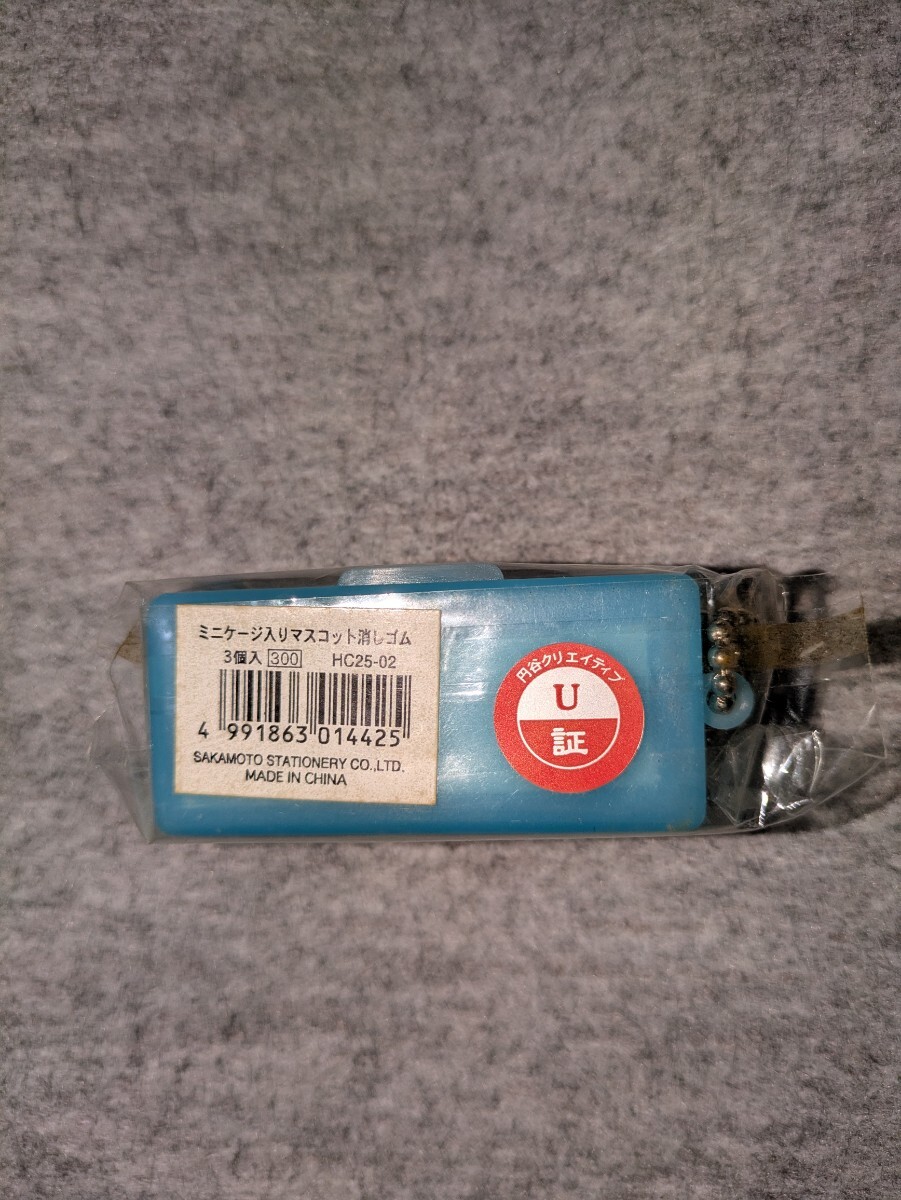 ミニケージ入りマスコット消しゴム
3個入 300 HC25-02
4 991863 014425
SAKAMOTO STATIONERY CO.,LTD.
MADE IN CHINA
円谷クリエイティブ
U
証